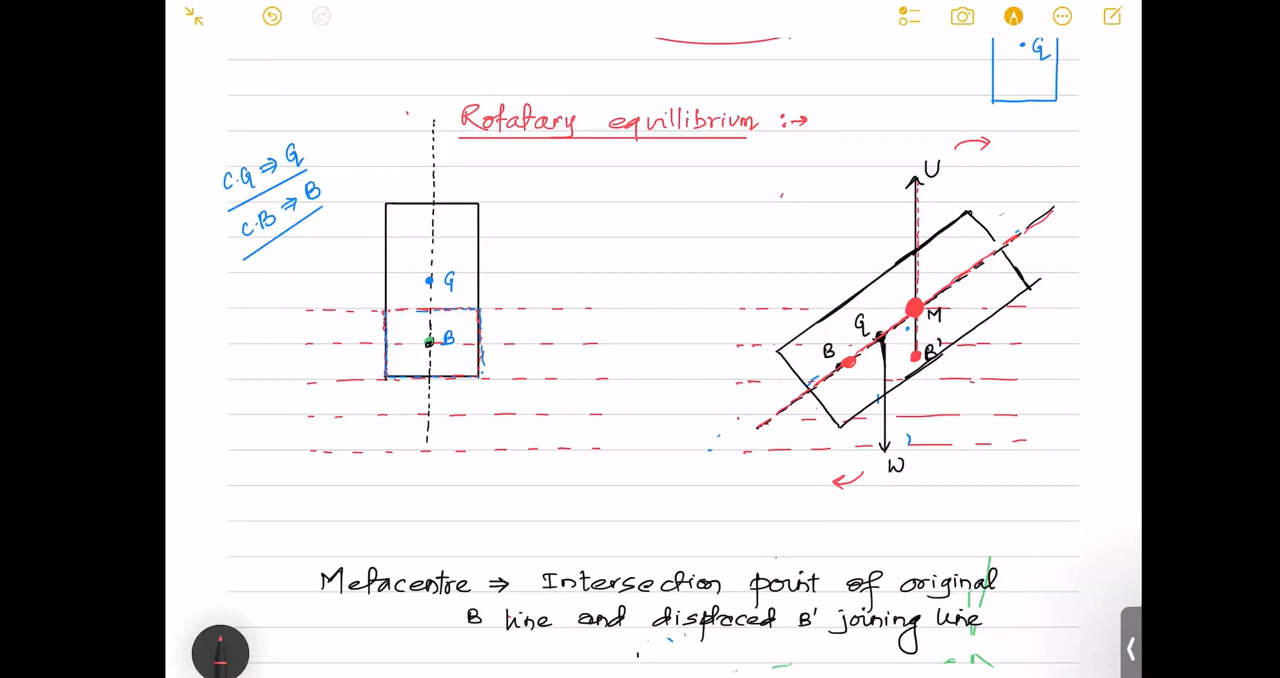 G
Rotatary equillibrium :→
C.G ⇒ G
C.B ⇒ B
G
B
U
G
M
B
B'
W
Metacentre ⇒ Intersection point of original
B line and displaced B' joining line